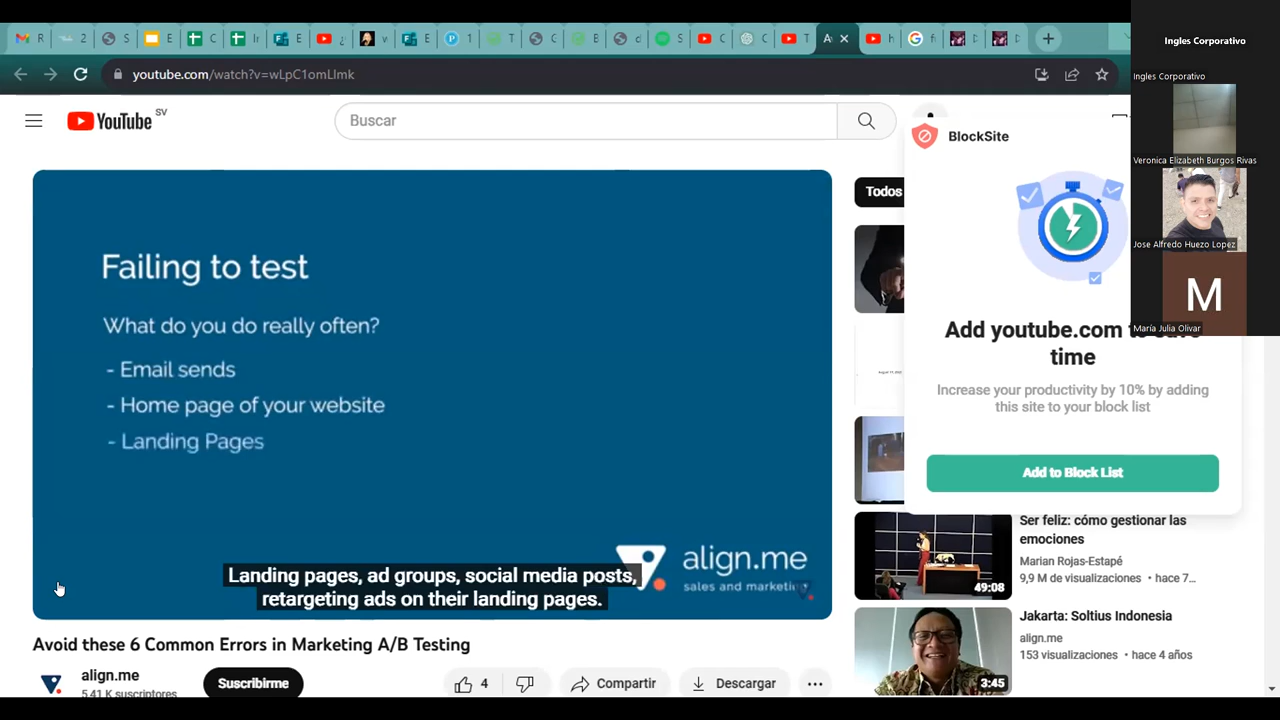 R
2
S
E
C
Ir
E
¿
v
E
1
T
C
B
d
S
C
C
T
A
h
f
D
D
youtube.com/watch?v=wLpC1omLlmk
YouTube SV
Buscar
Failing to test
What do you do really often?
- Email sends
- Home page of your website
- Landing Pages
align.me
sales and marketin
Landing pages, ad groups, social media posts,
retargeting ads on their landing pages.
Avoid these 6 Common Errors in Marketing A/B Testing
align.me
5.41 K suscriptores
Suscribirme
4
Compartir
Descargar
Todos
BlockSite
Add youtube.com to save
time
Increase your productivity by 10% by adding
this site to your block list
Add to Block List
Ser feliz: cómo gestionar las
emociones
Marian Rojas-Estapé
9,9 M de visualizaciones • hace 7...
49:08
Jakarta: Soltius Indonesia
align.me
153 visualizaciones • hace 4 años
3:45
Ingles Corporativo
Ingles Corporativo
Veronica Elizabeth Burgos Rivas
Jose Alfredo Huezo Lopez
M
María Julia Olivar